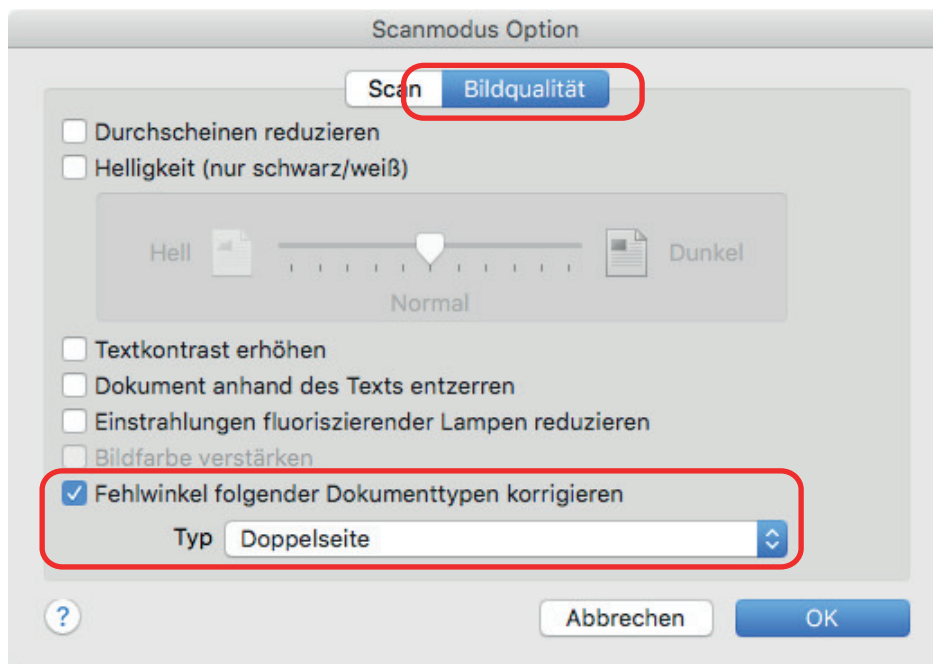 Scanmodus Option
Scan Bildqualität
Durchscheinen reduzieren
Helligkeit (nur schwarz/weiß)
Hell Dunkel
Normal
Textkontrast erhöhen
Dokument anhand des Texts entzerren
Einstrahlungen fluoriszierender Lampen reduzieren
Bildfarbe verstärken
Fehlwinkel folgender Dokumenttypen korrigieren
Typ Doppelseite
? Abbrechen OK